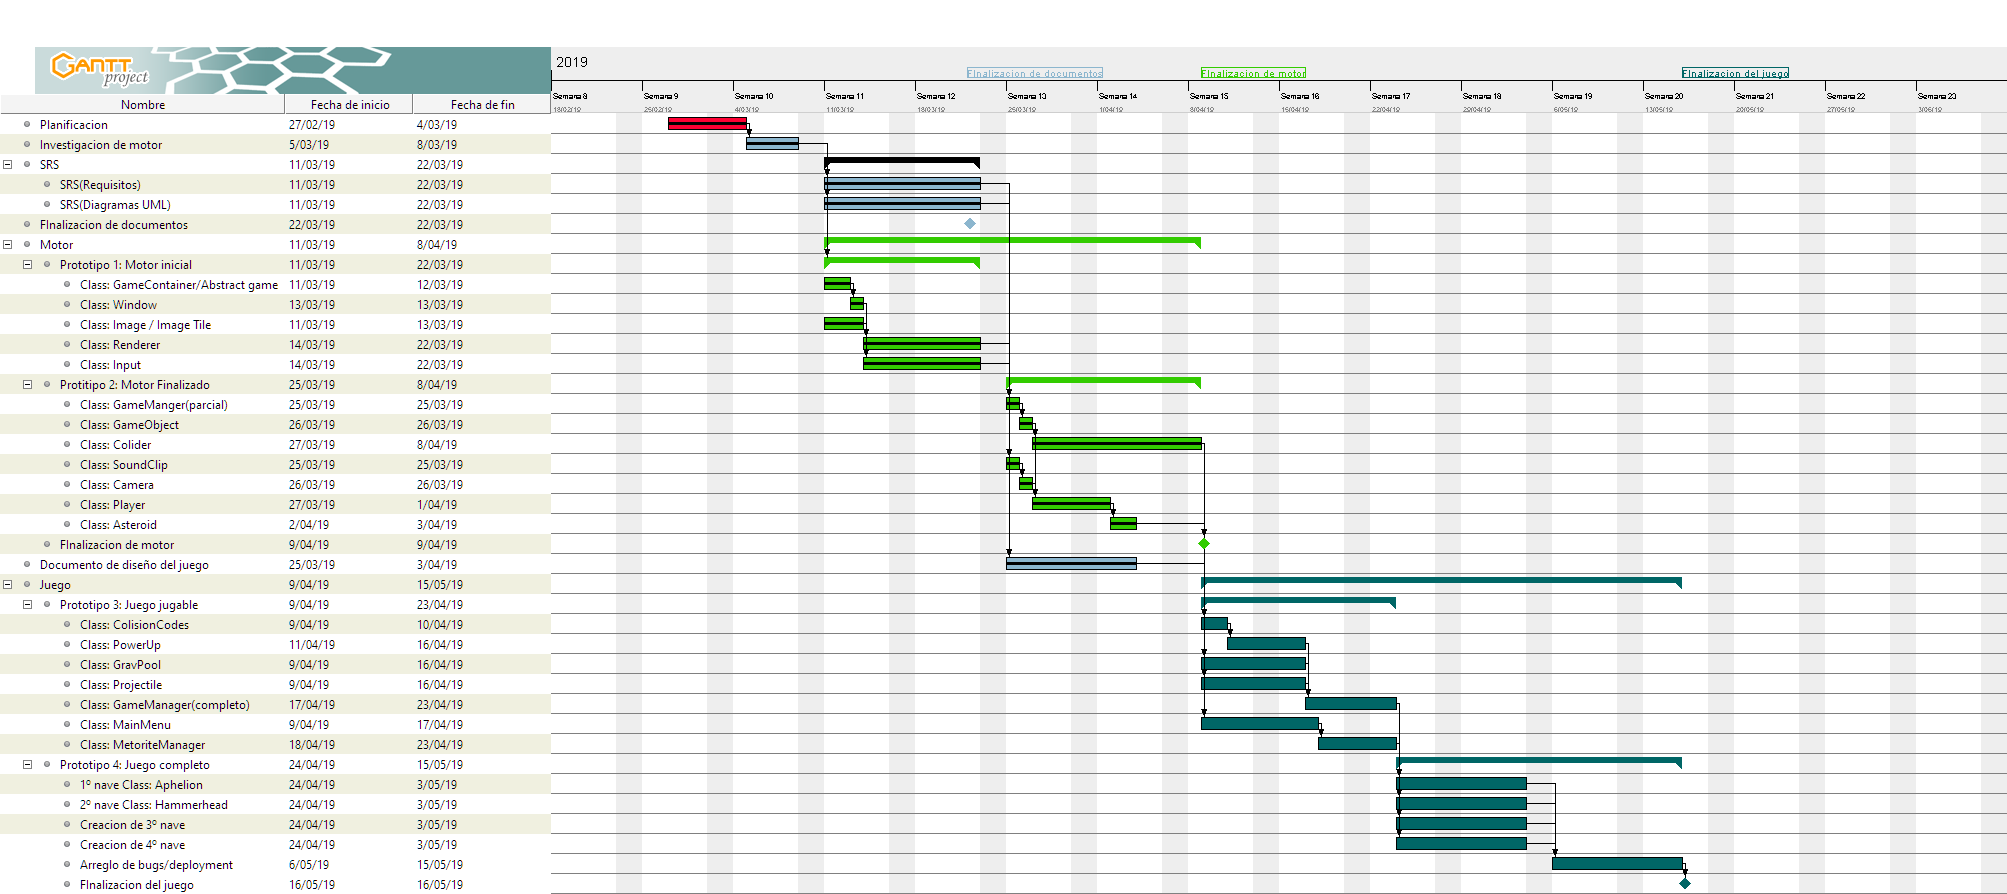 GANTT
project
2019
FInalizacion de documentos
FInalizacion de motor
FInalizacion del juego
Nombre Fecha de inicio Fecha de fin
Semana 8 Semana 9 Semana 10 Semana 11 Semana 12 Semana 13 Semana 14 Semana 15 Semana 16 Semana 17 Semana 18 Semana 19 Semana 20 Semana 21 Semana 22 Semana 23
18/02/19 25/02/19 4/03/19 11/03/19 18/03/19 25/03/19 1/04/19 8/04/19 15/04/19 22/04/19 29/04/19 6/05/19 13/05/19 20/05/19 27/05/19 3/06/19
Planificacion 27/02/19 4/03/19
Investigacion de motor 5/03/19 8/03/19
SRS 11/03/19 22/03/19
SRS(Requisitos) 11/03/19 22/03/19
SRS(Diagramas UML) 11/03/19 22/03/19
FInalizacion de documentos 22/03/19 22/03/19
Motor 11/03/19 8/04/19
Prototipo 1: Motor inicial 11/03/19 22/03/19
Class: GameContainer/Abstract game 11/03/19 12/03/19
Class: Window 13/03/19 13/03/19
Class: Image / Image Tile 11/03/19 13/03/19
Class: Renderer 14/03/19 22/03/19
Class: Input 14/03/19 22/03/19
Protitipo 2: Motor Finalizado 25/03/19 8/04/19
Class: GameManger(parcial) 25/03/19 25/03/19
Class: GameObject 26/03/19 26/03/19
Class: Colider 27/03/19 8/04/19
Class: SoundClip 25/03/19 25/03/19
Class: Camera 26/03/19 26/03/19
Class: Player 27/03/19 1/04/19
Class: Asteroid 2/04/19 3/04/19
FInalizacion de motor 9/04/19 9/04/19
Documento de diseño del juego 25/03/19 3/04/19
Juego 9/04/19 15/05/19
Prototipo 3: Juego jugable 9/04/19 23/04/19
Class: ColisionCodes 9/04/19 10/04/19
Class: PowerUp 11/04/19 16/04/19
Class: GravPool 9/04/19 16/04/19
Class: Projectile 9/04/19 16/04/19
Class: GameManager(completo) 17/04/19 23/04/19
Class: MainMenu 9/04/19 17/04/19
Class: MetoriteManager 18/04/19 23/04/19
Prototipo 4: Juego completo 24/04/19 15/05/19
1º nave Class: Aphelion 24/04/19 3/05/19
2º nave Class: Hammerhead 24/04/19 3/05/19
Creacion de 3º nave 24/04/19 3/05/19
Creacion de 4º nave 24/04/19 3/05/19
Arreglo de bugs/deployment 6/05/19 15/05/19
FInalizacion del juego 16/05/19 16/05/19